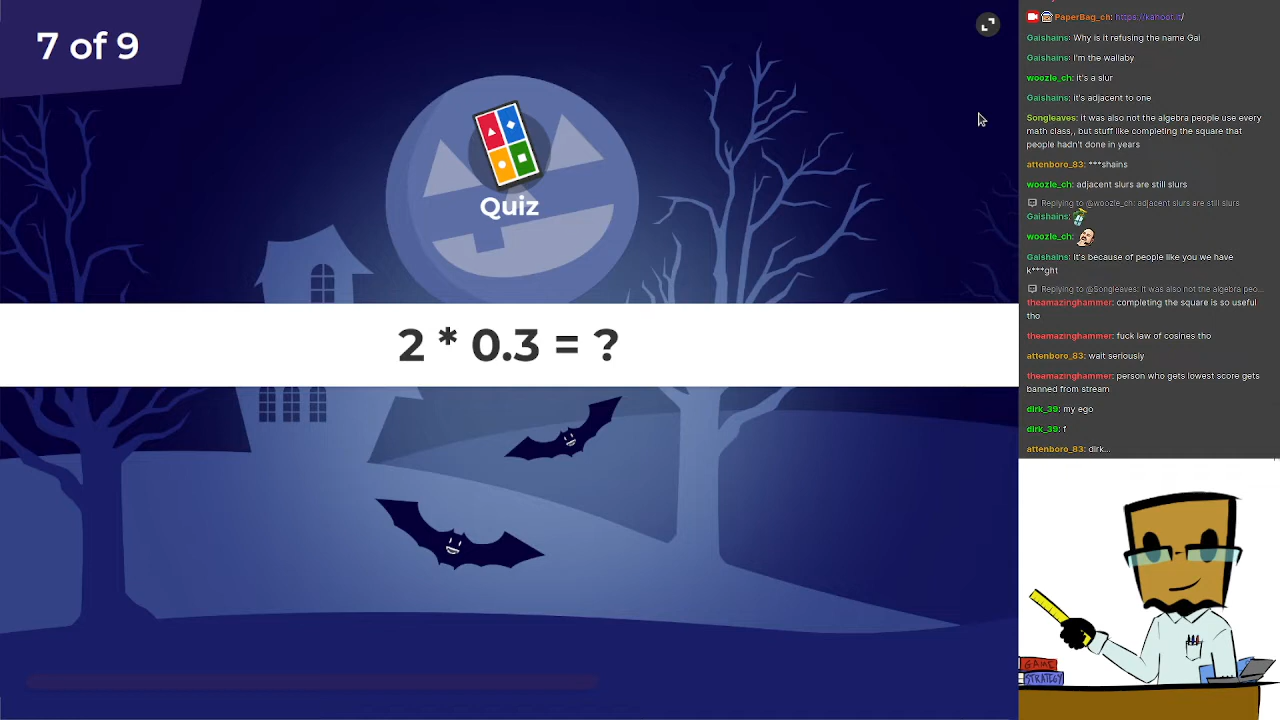 7 of 9
Quiz
2 * 0.3 = ?
PaperBag_ch: https://kahoot.it/
Gaishains: Why is it refusing the name Gai
Gaishains: I'm the wallaby
woozle_ch: it's a slur
Gaishains: it's adjacent to one
Songleaves: it was also not the algebra people use every
math class,, but stuff like completing the square that
people hadn't done in years
attenboro_83: ***shains
woozle_ch: adjacent slurs are still slurs
Replying to @woozle_ch: adjacent slurs are still slurs
Gaishains:
woozle_ch:
Gaishains: It's because of people like you we have
k***ght
Replying to @Songleaves: it was also not the algebra peo...
theamazinghammer: completing the square is so useful
tho
theamazinghammer: fuck law of cosines tho
attenboro_83: wait seriously
theamazinghammer: person who gets lowest score gets
banned from stream
dirk_39: my ego
dirk_39: f
attenboro_83: dirk...
GAME
STRATEGY